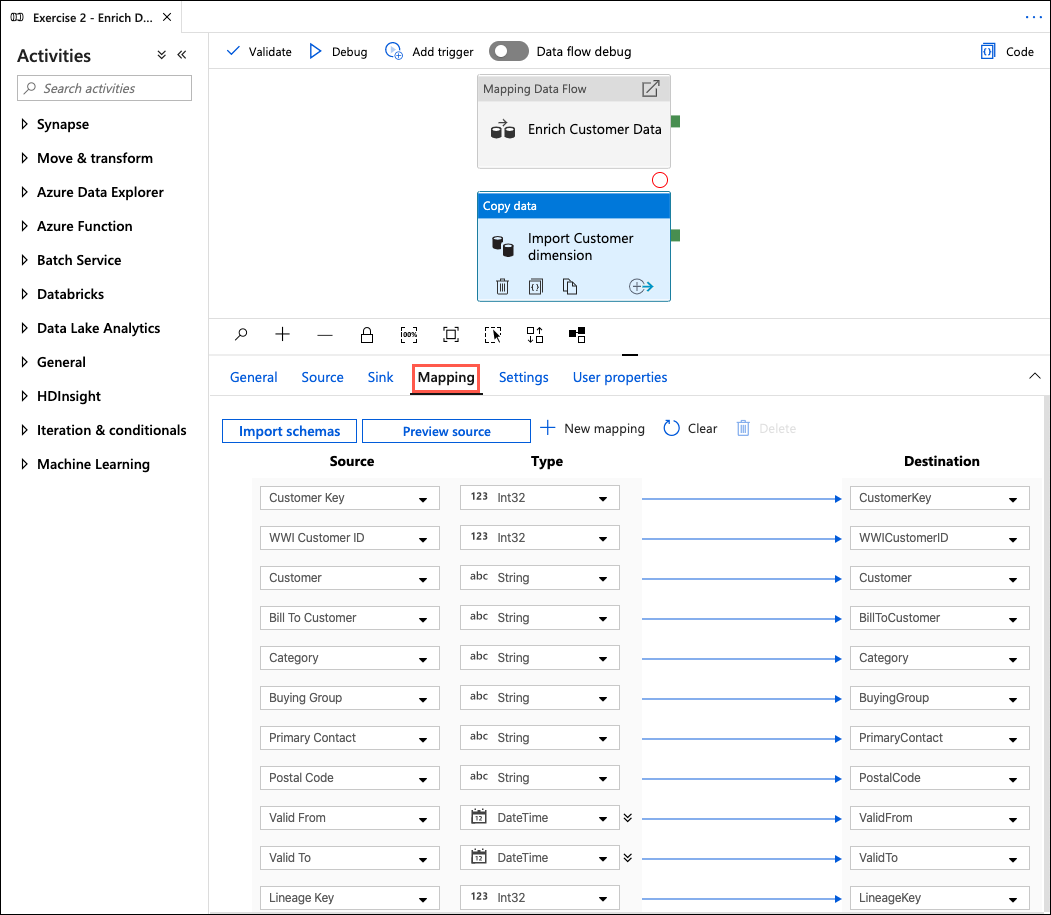 Exercise 2 - Enrich D...
Activities
Validate
Debug
Add trigger
Data flow debug
Code
Search activities
Synapse
Move & transform
Azure Data Explorer
Azure Function
Batch Service
Databricks
Data Lake Analytics
General
HDInsight
Iteration & conditionals
Machine Learning
Mapping Data Flow
Enrich Customer Data
Copy data
Import Customer
dimension
100%
General
Source
Sink
Mapping
Settings
User properties
Import schemas
Preview source
New mapping
Clear
Delete
Source Type Destination
Customer Key 123 Int32 CustomerKey
WWI Customer ID 123 Int32 WWICustomerID
Customer abc String Customer
Bill To Customer abc String BillToCustomer
Category abc String Category
Buying Group abc String BuyingGroup
Primary Contact abc String PrimaryContact
Postal Code abc String PostalCode
Valid From 12 DateTime ValidFrom
Valid To 12 DateTime ValidTo
Lineage Key 123 Int32 LineageKey